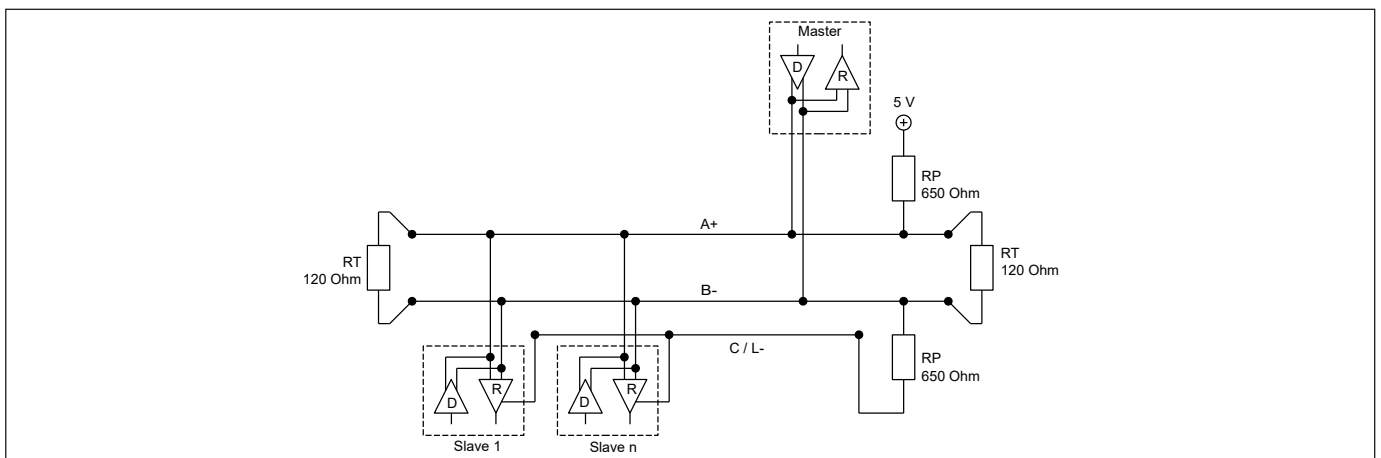 Master
D
R
5 V
RP
650 Ohm
A+
RT
120 Ohm
RT
120 Ohm
B-
C / L-
RP
650 Ohm
D
R
D
R
Slave 1
Slave n